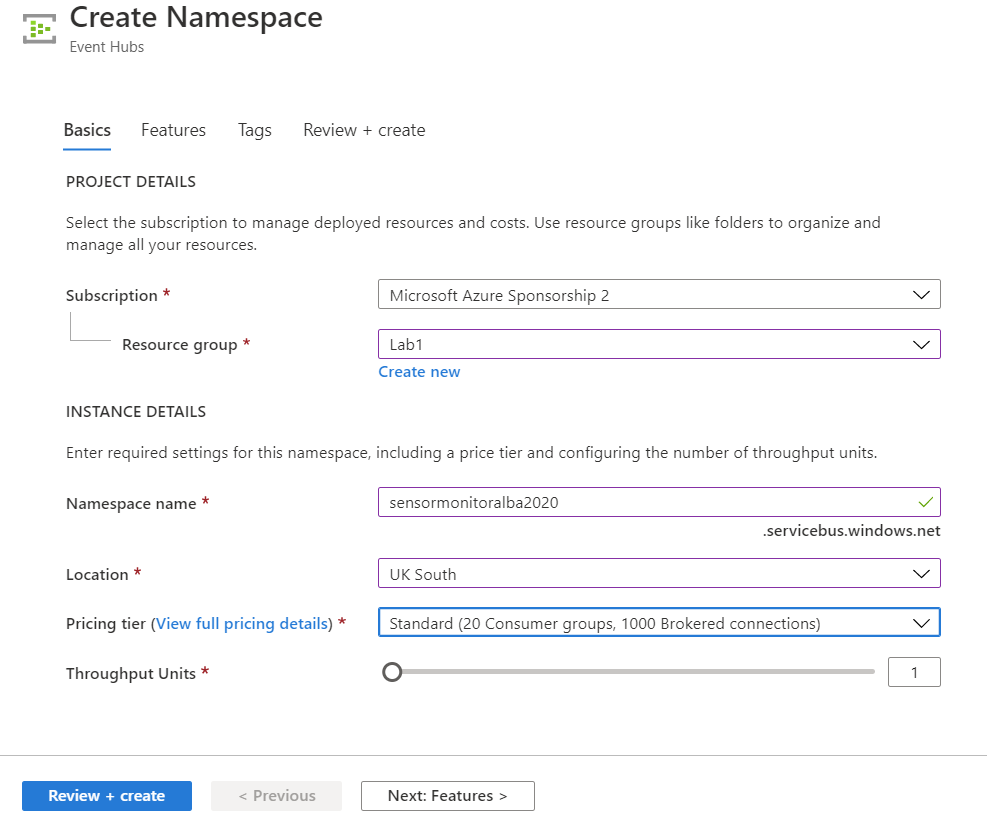 Create Namespace
Event Hubs
Basics Features Tags Review + create
PROJECT DETAILS
Select the subscription to manage deployed resources and costs. Use resource groups like folders to organize and
manage all your resources.
Subscription * Microsoft Azure Sponsorship 2
Resource group * Lab1
Create new
INSTANCE DETAILS
Enter required settings for this namespace, including a price tier and configuring the number of throughput units.
Namespace name * sensormonitoralba2020
.servicebus.windows.net
Location * UK South
Pricing tier (View full pricing details) * Standard (20 Consumer groups, 1000 Brokered connections)
Throughput Units * 1
Review + create < Previous Next: Features >